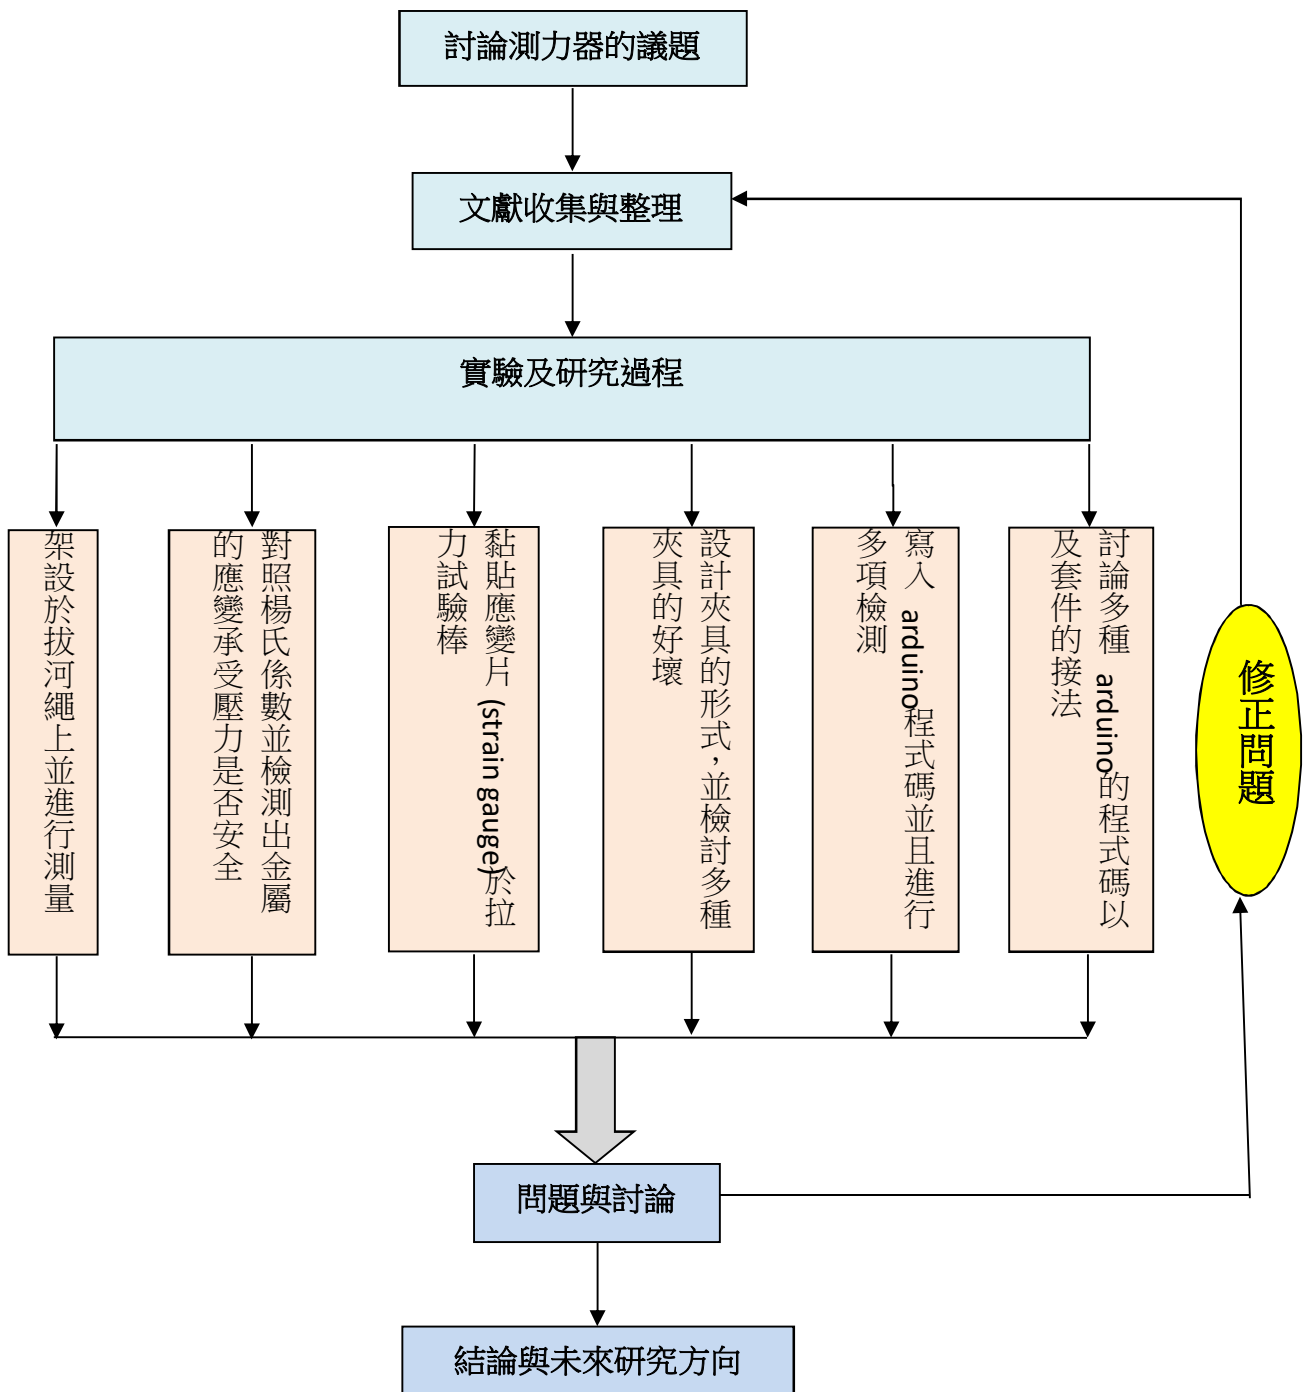 討論測力器的議題
文獻收集與整理
實驗及研究過程
架設於拔河繩上並進行測量
對照楊氏係數並檢測出金屬
的應變承受壓力是否安全
黏貼應變片(strain gauge)於拉
力試驗棒
設計夾具的形式，並檢討多種
夾具的好壞
寫入 arduino程式碼並且進行
多項檢測
討論多種 arduino的程式碼以
及套件的接法
修正問題
問題與討論
結論與未來研究方向